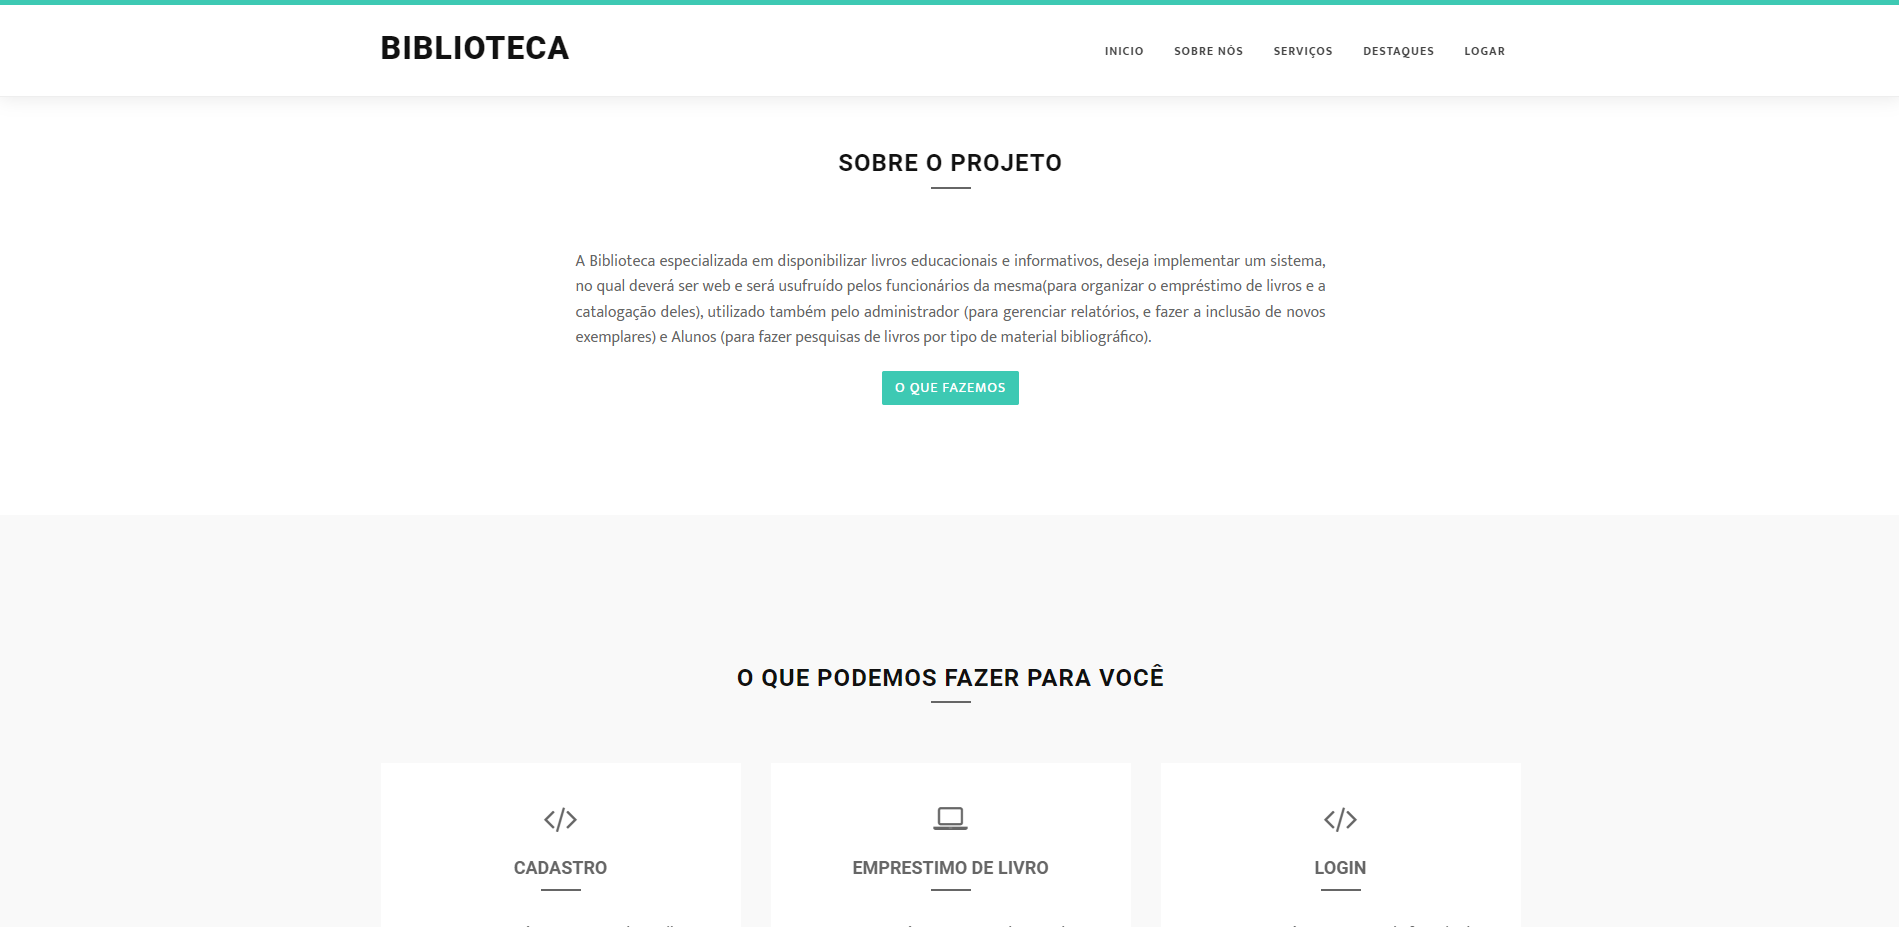 BIBLIOTECA
INICIO SOBRE NÓS SERVIÇOS DESTAQUES LOGAR
SOBRE O PROJETO
A Biblioteca especializada em disponibilizar livros educacionais e informativos, deseja implementar um sistema,
no qual deverá ser web e será usufruído pelos funcionários da mesma(para organizar o empréstimo de livros e a
catalogação deles), utilizado também pelo administrador (para gerenciar relatórios, e fazer a inclusão de novos
exemplares) e Alunos (para fazer pesquisas de livros por tipo de material bibliográfico).
O QUE FAZEMOS
O QUE PODEMOS FAZER PARA VOCÊ
CADASTRO
EMPRESTIMO DE LIVRO
LOGIN